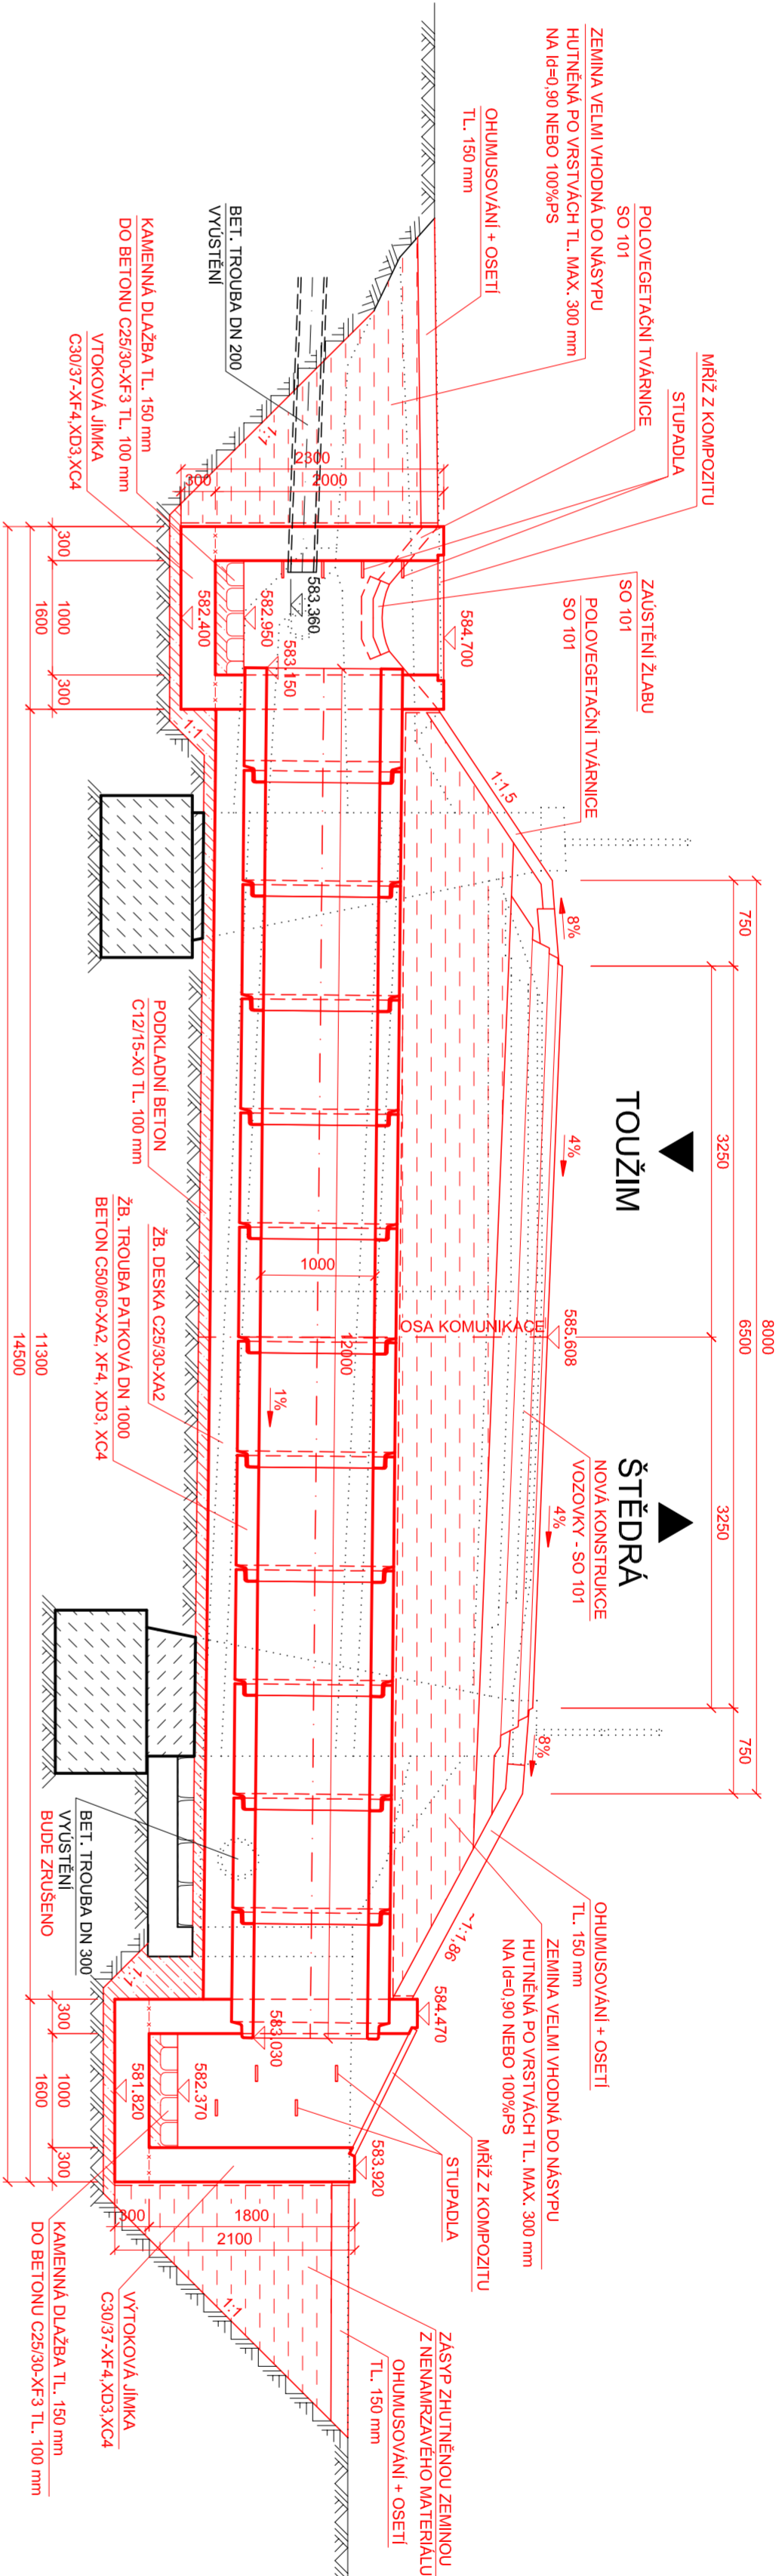 ZEMINA VELMI VHODNÁ DO NÁSYPU
HUTNĚNÁ PO VRSTVÁCH TL. MAX. 300 mm
NA Id=0,90 NEBO 100%PS
OHUMUSOVÁNÍ + OSETÍ
TL. 150 mm
POLOVEGETAČNÍ TVÁRNICE
SO 101
MŘÍŽ Z KOMPOZITU
STUPADLA
ZAÚSTĚNÍ ŽLABU
SO 101
POLOVEGETAČNÍ TVÁRNICE
SO 101
BET. TROUBA DN 200
VYÚSTĚNÍ
KAMENNÁ DLAŽBA TL. 150 mm
DO BETONU C25/30-XF3 TL. 100 mm
VTOKOVÁ JÍMKA
C30/37-XF4,XD3,XC4
1:1
2300
300
2000
583.360
584.700
582.950
583.150
582.400
300
1000
300
1600
1:1
1:1,5
8%
750
8000
3250
6500
3250
750
TOUŽIM
4%
585.608
OSA KOMUNIKACE
ŠTĚDRÁ
4%
8%
NOVÁ KONSTRUKCE
VOZOVKY - SO 101
1000
12000
1%
PODKLADNÍ BETON
C12/15-X0 TL. 100 mm
ŽB. DESKA C25/30-XA2
ŽB. TROUBA PATKOVÁ DN 1000
BETON C50/60-XA2, XF4, XD3, XC4
11300
14500
BET. TROUBA DN 300
VYÚSTĚNÍ
BUDE ZRUŠENO
1:1
~1:1,86
OHUMUSOVÁNÍ + OSETÍ
TL. 150 mm
ZEMINA VELMI VHODNÁ DO NÁSYPU
HUTNĚNÁ PO VRSTVÁCH TL. MAX. 300 mm
NA Id=0,90 NEBO 100%PS
584.470
583.030
582.370
581.820
583.920
300
1000
300
1600
MŘÍŽ Z KOMPOZITU
STUPADLA
300
1800
2100
1:1
VÝTOKOVÁ JÍMKA
C30/37-XF4,XD3,XC4
KAMENNÁ DLAŽBA TL. 150 mm
DO BETONU C25/30-XF3 TL. 100 mm
ZÁSYP ZHUTNĚNOU ZEMINOU
Z NENAMRZAVÉHO MATERIÁLU
OHUMUSOVÁNÍ + OSETÍ
TL. 150 mm